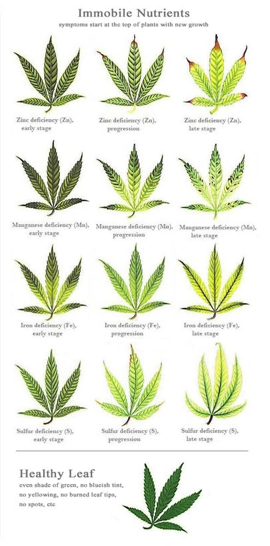 Immobile Nutrients
symptoms start at the top of plants with new growth
Zinc deficiency (Zn),
early stage
Zinc deficiency (Zn),
progression
Zinc deficiency (Zn),
late stage
Manganese deficiency (Mn),
early stage
Manganese deficiency (Mn),
progression
Manganese deficiency (Mn),
late stage
Iron deficiency (Fe),
early stage
Iron deficiency (Fe),
progression
Iron deficiency (Fe),
late stage
Sulfur deficiency (S),
early stage
Sulfur deficiency (S),
progression
Sulfur deficiency (S),
late stage
Healthy Leaf
even shade of green, no blueish tint,
no yellowing, no burned leaf tips,
no spots, etc